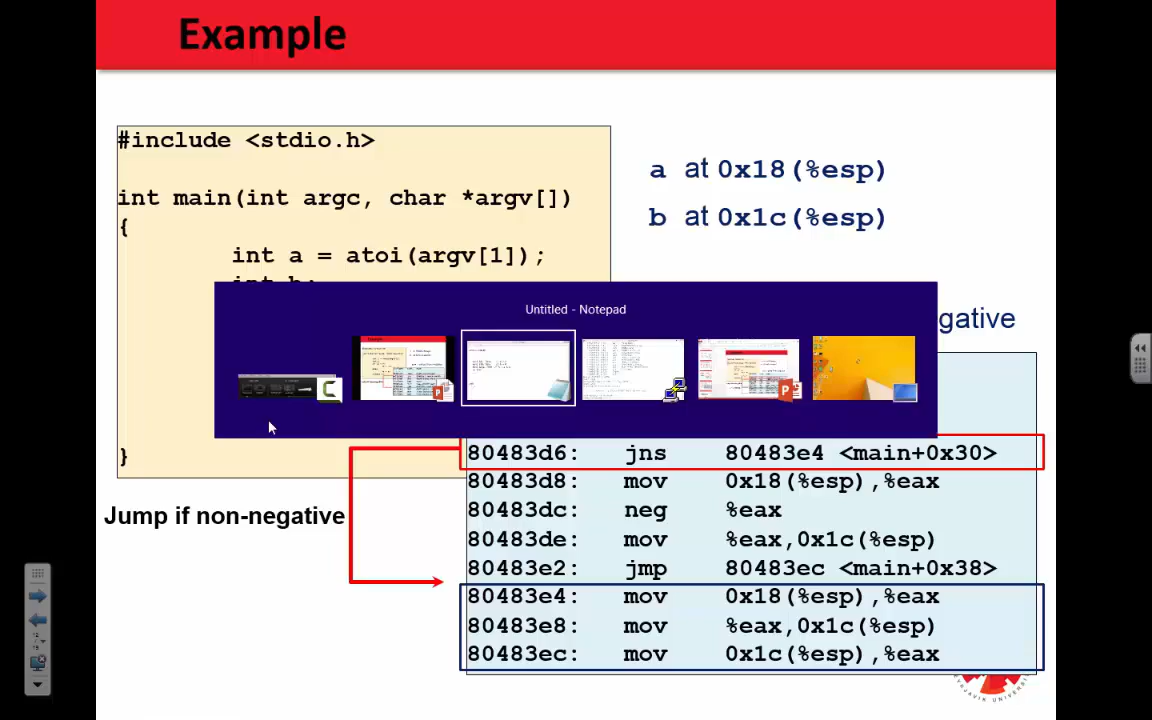 Example
#include <stdio.h>
int main(int argc, char *argv[])
{
int a = atoi(argv[1]);
}
a at 0x18(%esp)
b at 0x1c(%esp)
gative
Untitled - Notepad
80483d6: jns 80483e4 <main+0x30>
80483d8: mov 0x18(%esp),%eax
80483dc: neg %eax
80483de: mov %eax,0x1c(%esp)
80483e2: jmp 80483ec <main+0x38>
80483e4: mov 0x18(%esp),%eax
80483e8: mov %eax,0x1c(%esp)
80483ec: mov 0x1c(%esp),%eax
Jump if non-negative